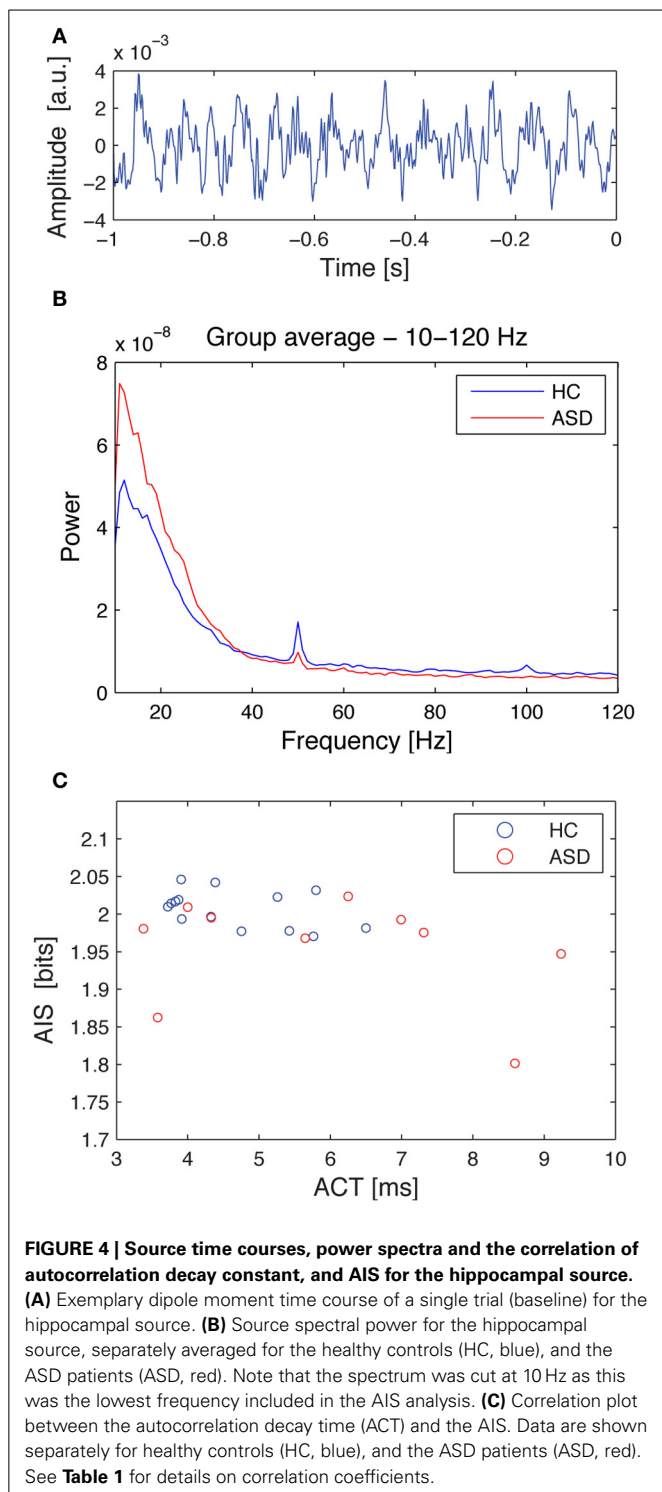 A
x 10−3
4
2
0
−2
−4
Amplitude [a.u.]
−1
−0.8
−0.6
−0.4
−0.2
0
Time [s]
B
x 10−8
Group average − 10−120 Hz
8
6
4
2
0
Power
HC
ASD
20
40
60
80
100
120
Frequency [Hz]
C
2.1
2.05
2
1.95
1.9
1.85
1.8
1.75
1.7
AIS [bits]
HC
ASD
3
4
5
6
7
8
9
10
ACT [ms]
FIGURE 4 | Source time courses, power spectra and the correlation of
autocorrelation decay constant, and AIS for the hippocampal source.
(A) Exemplary dipole moment time course of a single trial (baseline) for the
hippocampal source. (B) Source spectral power for the hippocampal
source, separately averaged for the healthy controls (HC, blue), and the
ASD patients (ASD, red). Note that the spectrum was cut at 10 Hz as this
was the lowest frequency included in the AIS analysis. (C) Correlation plot
between the autocorrelation decay time (ACT) and the AIS. Data are shown
separately for healthy controls (HC, blue), and the ASD patients (ASD, red).
See Table 1 for details on correlation coefficients.